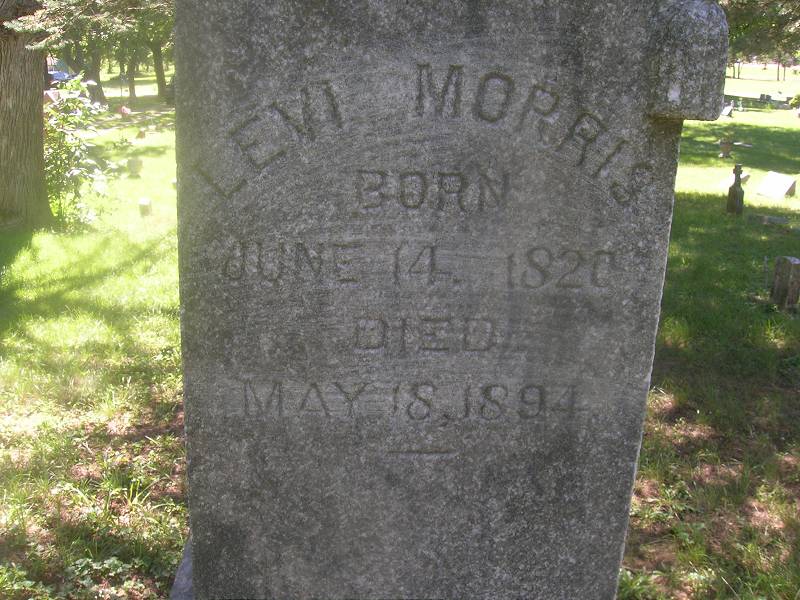 LEVI MORRIS
BORN
JUNE 14, 1820
DIED
MAY 18, 1894